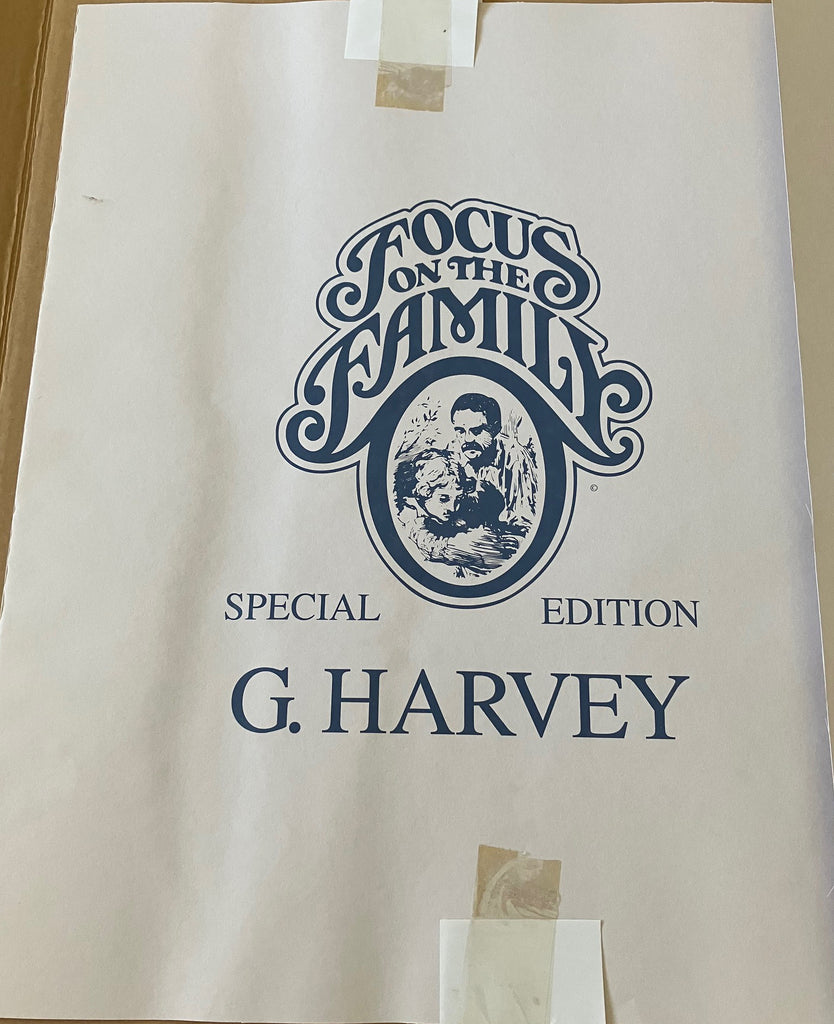 FOCUS
ON THE
FAMILY
©
SPECIAL EDITION
G. HARVEY